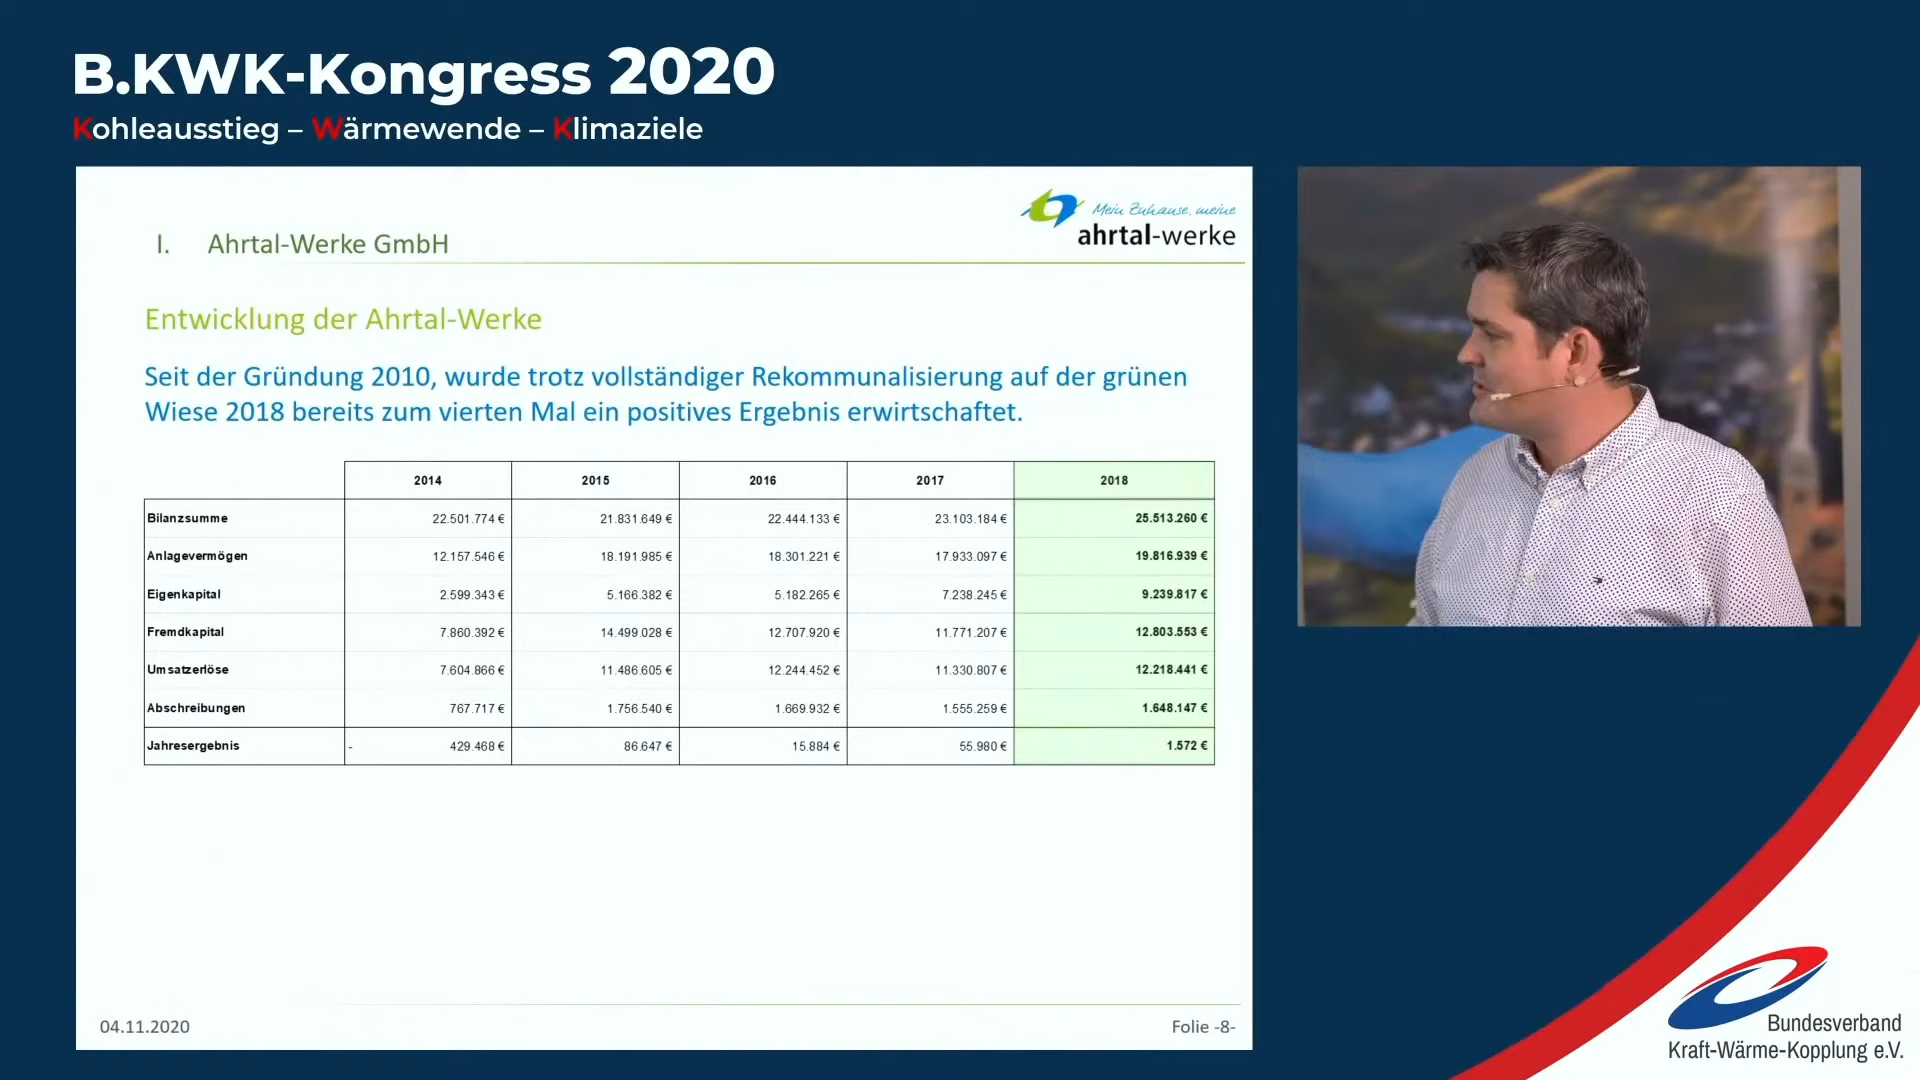 B.KWK-Kongress 2020
Kohleausstieg – Wärmewende – Klimaziele
Mein Zuhause, meine
ahrtal-werke
I. Ahrtal-Werke GmbH
Entwicklung der Ahrtal-Werke
Seit der Gründung 2010, wurde trotz vollständiger Rekommunalisierung auf der grünen
Wiese 2018 bereits zum vierten Mal ein positives Ergebnis erwirtschaftet.
2014 2015 2016 2017 2018
Bilanzsumme 22.501.774 € 21.831.649 € 22.444.133 € 23.103.184 € 25.513.260 €
Anlagevermögen 12.157.546 € 18.191.985 € 18.301.221 € 17.933.097 € 19.816.939 €
Eigenkapital 2.599.343 € 5.166.382 € 5.182.265 € 7.238.245 € 9.239.817 €
Fremdkapital 7.860.392 € 14.499.028 € 12.707.920 € 11.771.207 € 12.803.553 €
Umsatzerlöse 7.604.866 € 11.486.605 € 12.244.452 € 11.330.807 € 12.218.441 €
Abschreibungen 767.717 € 1.756.540 € 1.669.932 € 1.555.259 € 1.648.147 €
Jahresergebnis - 429.468 € 86.647 € 15.884 € 55.980 € 1.572 €
04.11.2020 Folie -8-
Bundesverband
Kraft-Wärme-Kopplung e.V.